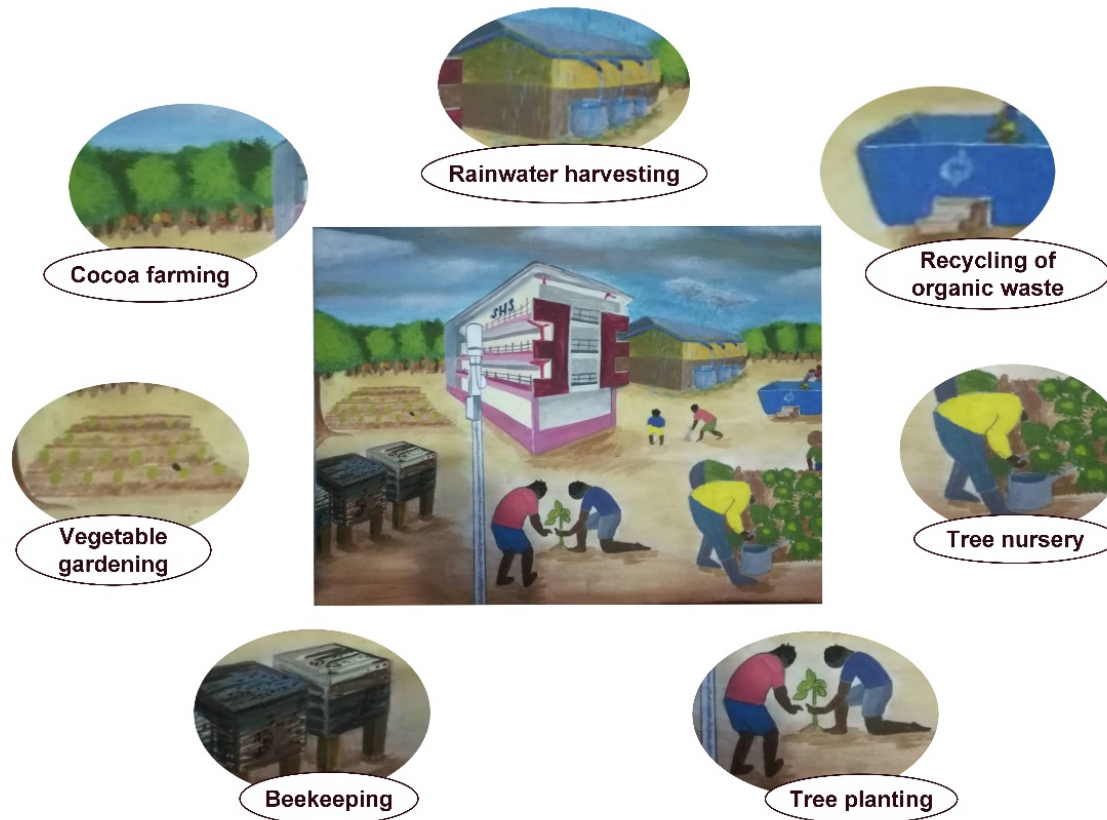 Rainwater harvesting
Cocoa farming
Recycling of
organic waste
SHS
Vegetable
gardening
Tree nursery
Beekeeping
Tree planting